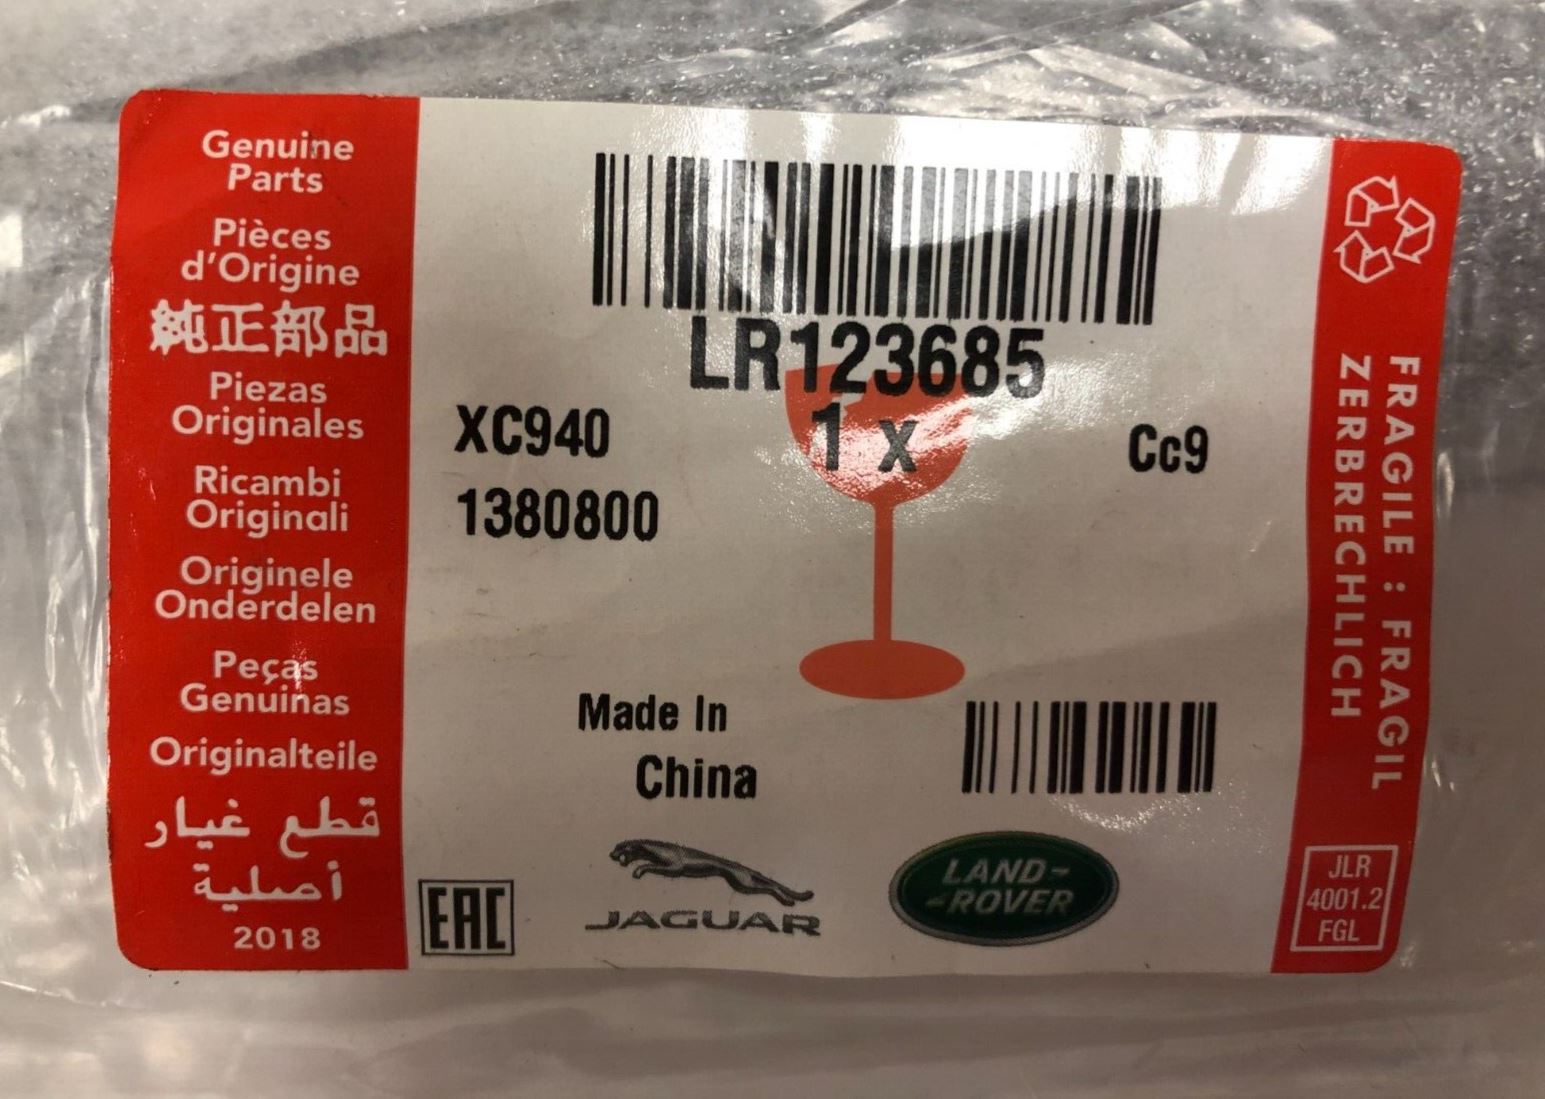 Genuine
Parts
Pièces
d'Origine
純正部品
Piezas
Originales
Ricambi
Originali
Originele
Onderdelen
Peças
Genuinas
Originalteile
قطع غيار
أصلية
2018
LR123685
XC940
1 x
Cc9
1380800
Made In
China
EAC
JAGUAR
LAND-
-ROVER
FRAGILE : FRAGIL
ZERBRECHLICH
JLR
4001.2
FGL